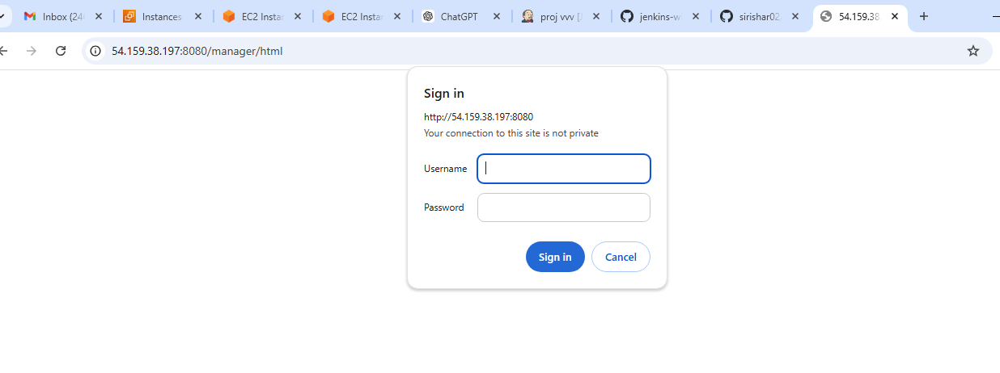 Inbox (24 Instances EC2 Instar EC2 Instar ChatGPT proj vvv [ jenkins-w sirishar02 54.159.38
54.159.38.197:8080/manager/html
Sign in
http://54.159.38.197:8080
Your connection to this site is not private
Username
Password
Sign in Cancel